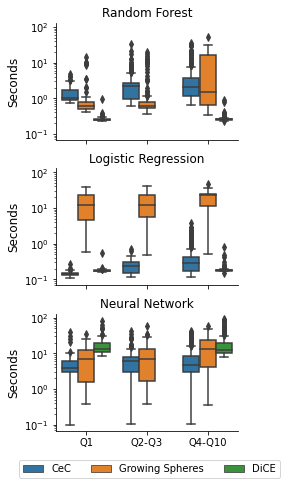 Random Forest
Seconds
10²
10¹
10⁰
10⁻¹
Logistic Regression
Seconds
10²
10¹
10⁰
10⁻¹
Neural Network
Seconds
10²
10¹
10⁰
10⁻¹
Q1 Q2-Q3 Q4-Q10
CeC Growing Spheres DiCE